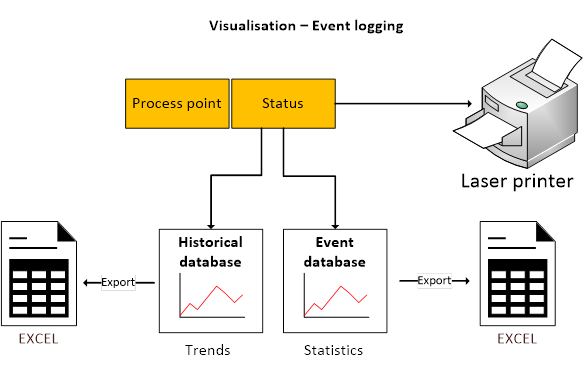 Visualisation – Event logging
Process point
Status
Laser printer
Historical
database
Event
database
Export
Export
EXCEL
EXCEL
Trends
Statistics